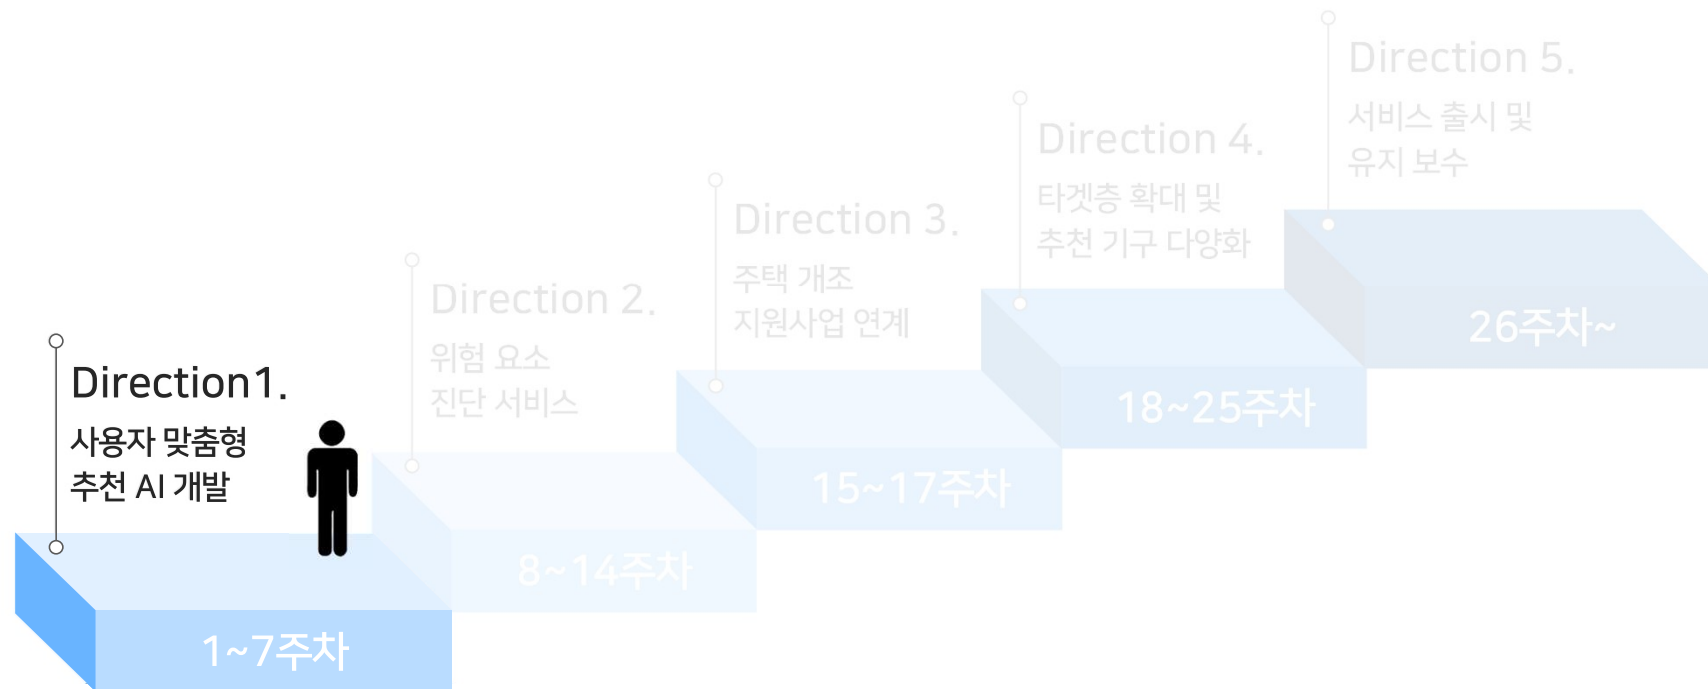 Direction1.
사용자 맞춤형
추천 AI 개발
1~7주차
Direction 2.
위험 요소
진단 서비스
8~14주차
Direction 3.
주택 개조
지원사업 연계
15~17주차
Direction 4.
타겟층 확대 및
추천 기구 다양화
18~25주차
Direction 5.
서비스 출시 및
유지 보수
26주차~